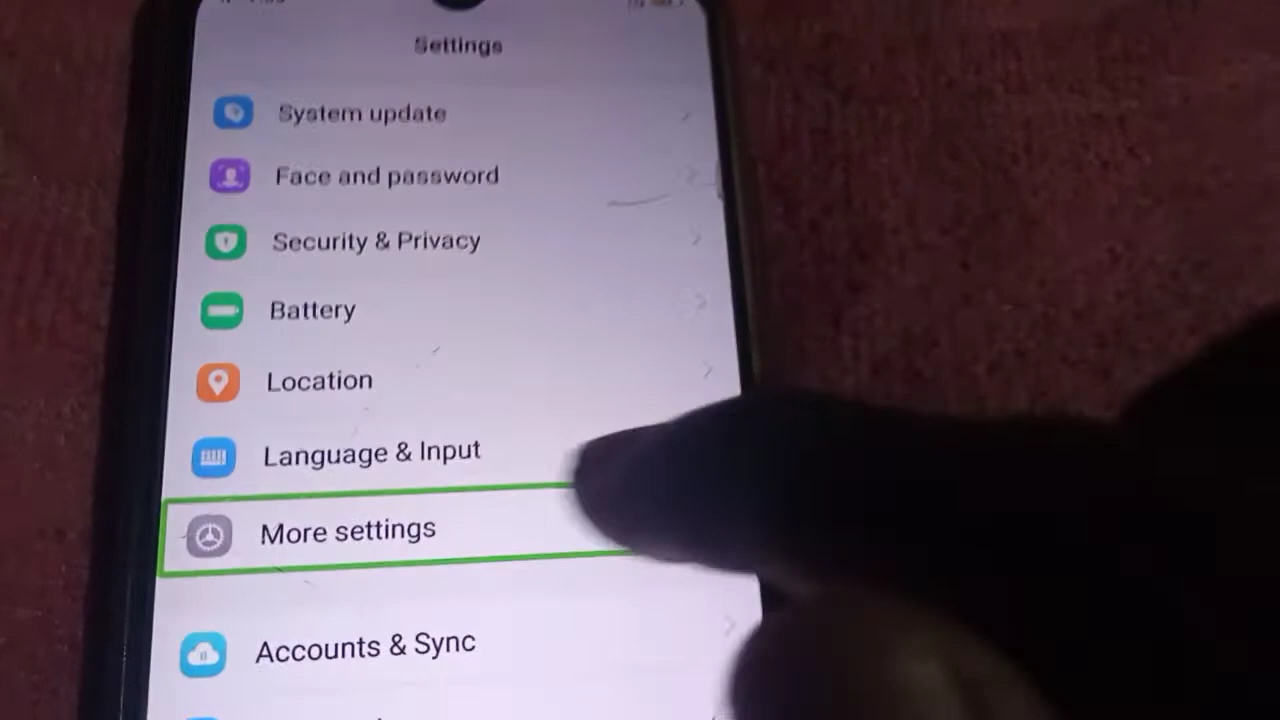 Settings
System update
Face and password
Security & Privacy
Battery
Location
Language & Input
More settings
Accounts & Sync